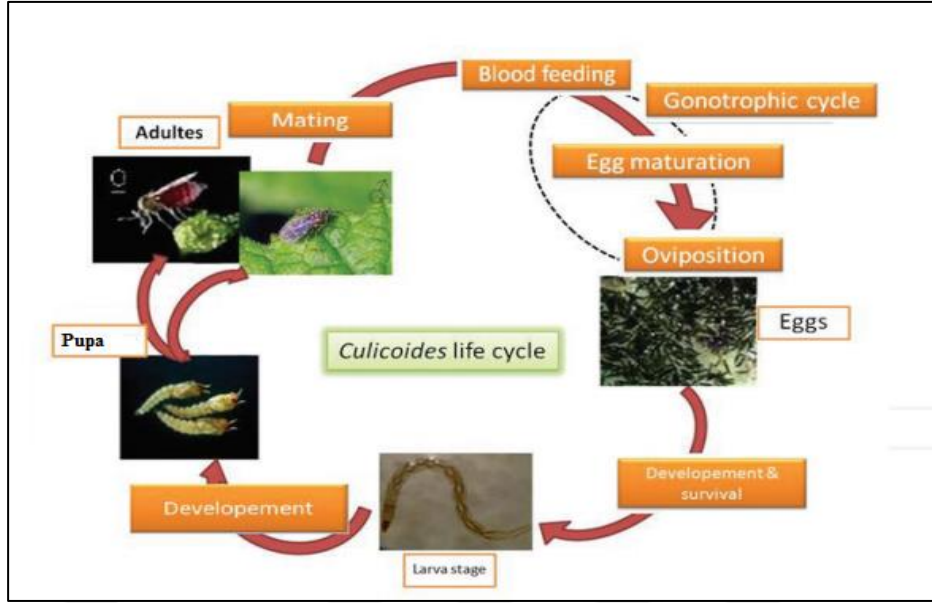 Blood feeding
Gonotrophic cycle
Mating
Adultes
Egg maturation
Oviposition
Eggs
Pupa
Culicoides life cycle
Developement &
survival
Developement
Larva stage